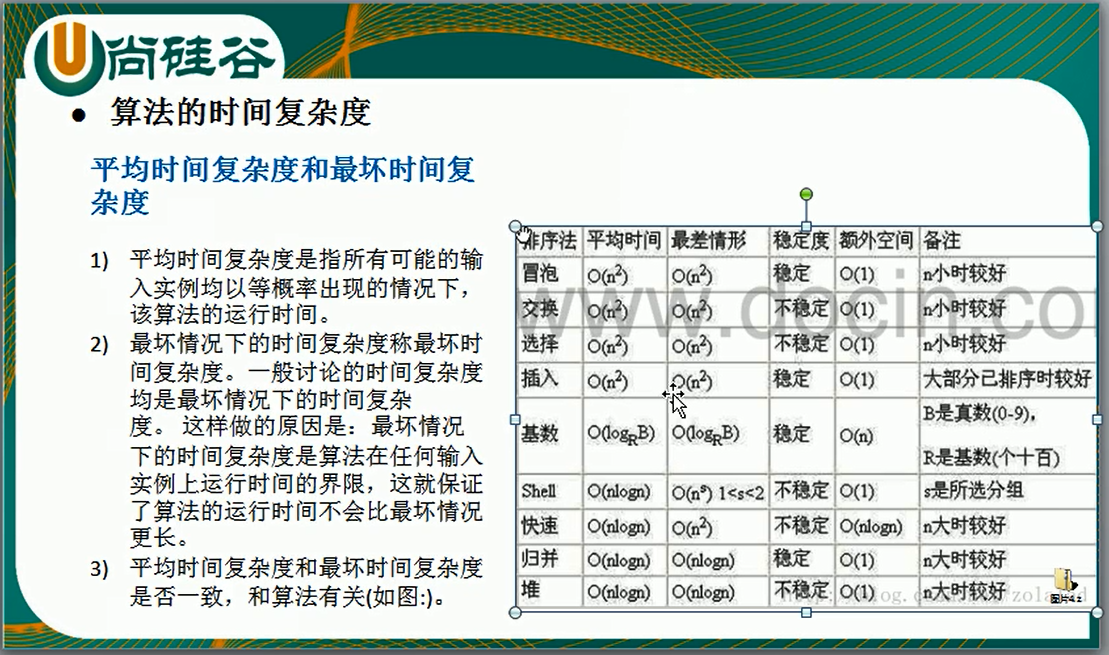 尚硅谷
● 算法的时间复杂度
平均时间复杂度和最坏时间复
杂度
1) 平均时间复杂度是指所有可能的输
入实例均以等概率出现的情况下，
该算法的运行时间。
2) 最坏情况下的时间复杂度称最坏时
间复杂度。一般讨论的时间复杂度
均是最坏情况下的时间复杂
度。 这样做的原因是：最坏情况
下的时间复杂度是算法在任何输入
实例上运行时间的界限，这就保证
了算法的运行时间不会比最坏情况
更长。
3) 平均时间复杂度和最坏时间复杂度
是否一致，和算法有关(如图:)。
排序法 平均时间 最差情形 稳定度 额外空间 备注
冒泡 O(n²) O(n²) 稳定 O(1) n小时较好
交换 O(n²) O(n²) 不稳定 O(1) n小时较好
选择 O(n²) O(n²) 不稳定 O(1) n小时较好
插入 O(n²) O(n²) 稳定 O(1) 大部分已排序时较好
基数 O(logRB) O(logRB) 稳定 O(n) B是真数(0-9)，
R是基数(个十百)
Shell O(nlogn) O(nˢ) 1<s<2 不稳定 O(1) s是所选分组
快速 O(nlogn) O(n²) 不稳定 O(nlogn) n大时较好
归并 O(nlogn) O(nlogn) 稳定 O(1) n大时较好
堆 O(nlogn) O(nlogn) 不稳定 O(1) n大时较好
www.docin.co